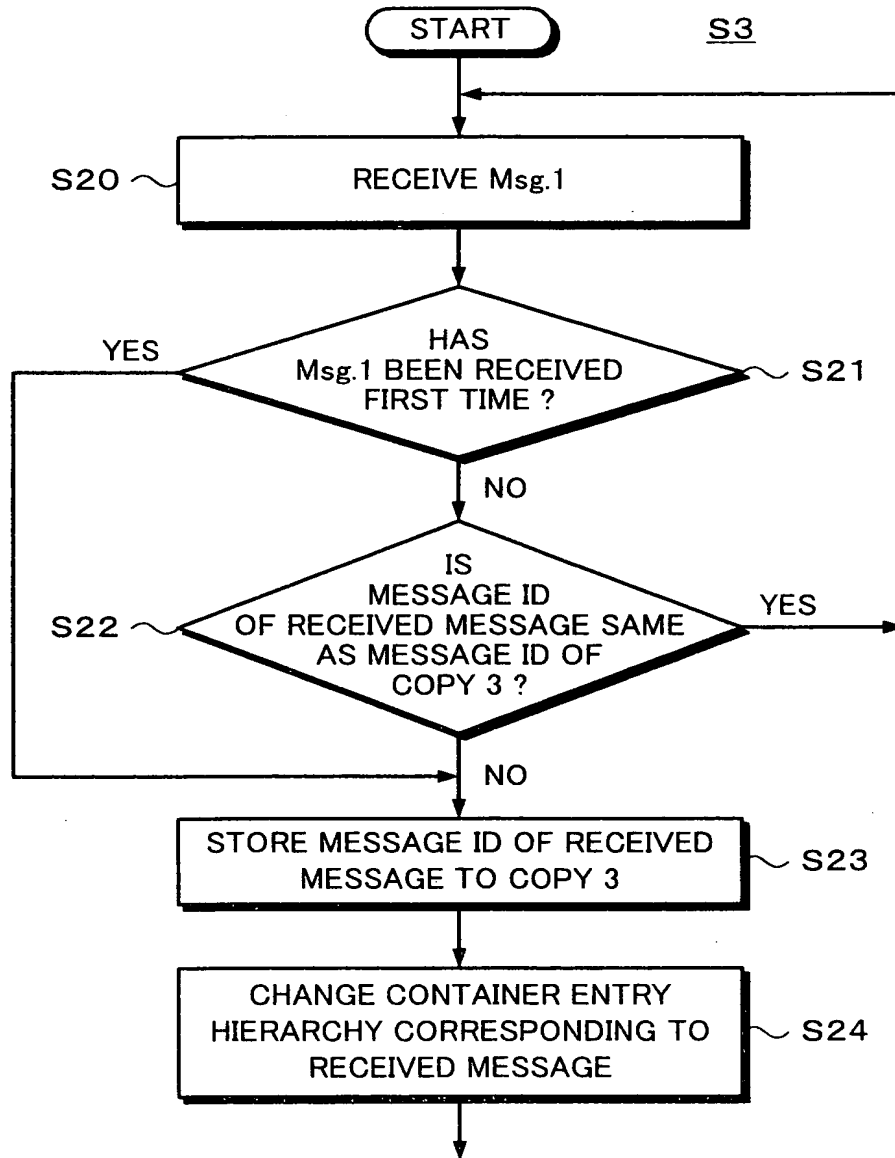 START
S3
S20
RECEIVE Msg.1
YES
HAS
Msg.1 BEEN RECEIVED
FIRST TIME ?
S21
NO
IS
MESSAGE ID
OF RECEIVED MESSAGE SAME
AS MESSAGE ID OF
COPY 3 ?
S22
YES
NO
STORE MESSAGE ID OF RECEIVED
MESSAGE TO COPY 3
S23
CHANGE CONTAINER ENTRY
HIERARCHY CORRESPONDING TO
RECEIVED MESSAGE
S24